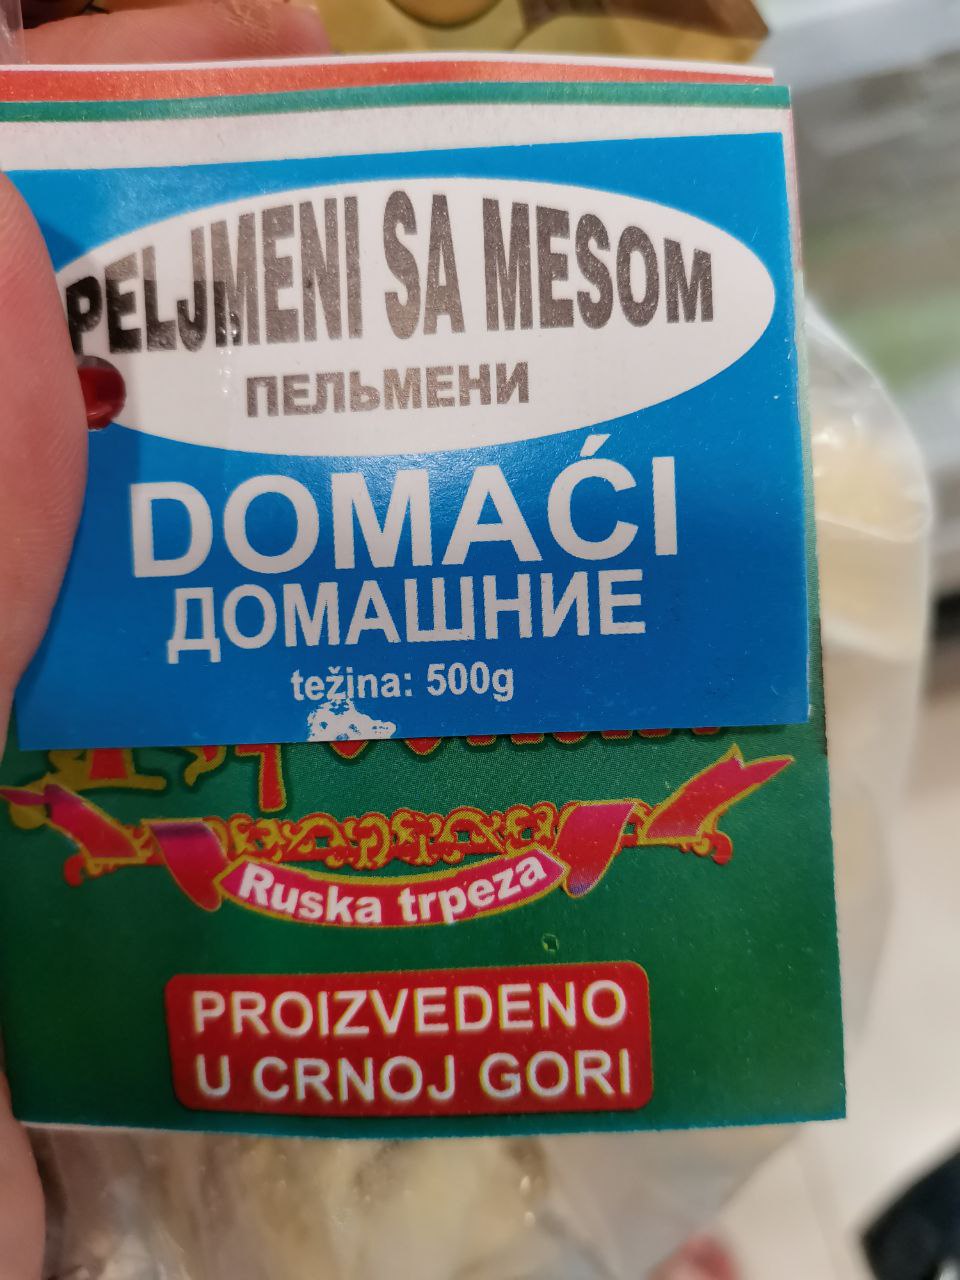 PELJMENI SA MESOM
ПЕЛЬМЕНИ
DOMAĆI
ДОМАШНИЕ
težina: 500g
Ruska trpeza
PROIZVEDENO
U CRNOJ GORI